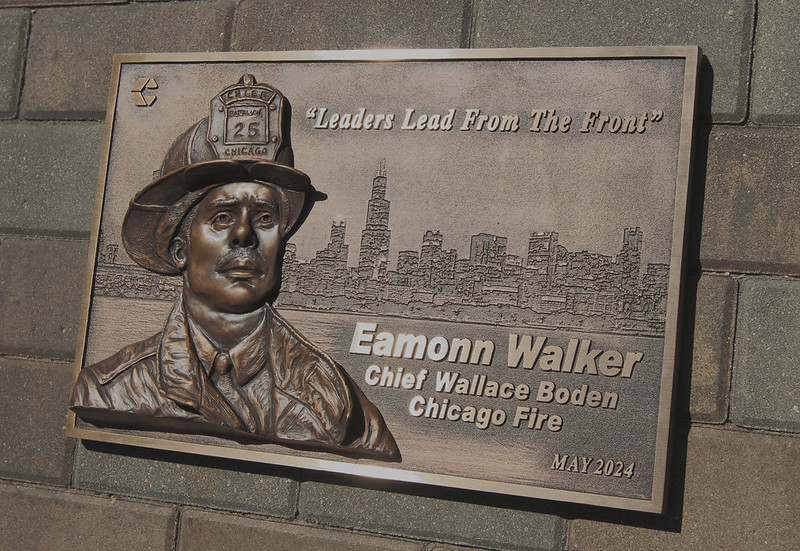 CHIEF
BATTALION
25
CHICAGO
“Leaders Lead From The Front”
Eamonn Walker
Chief Wallace Boden
Chicago Fire
MAY 2024